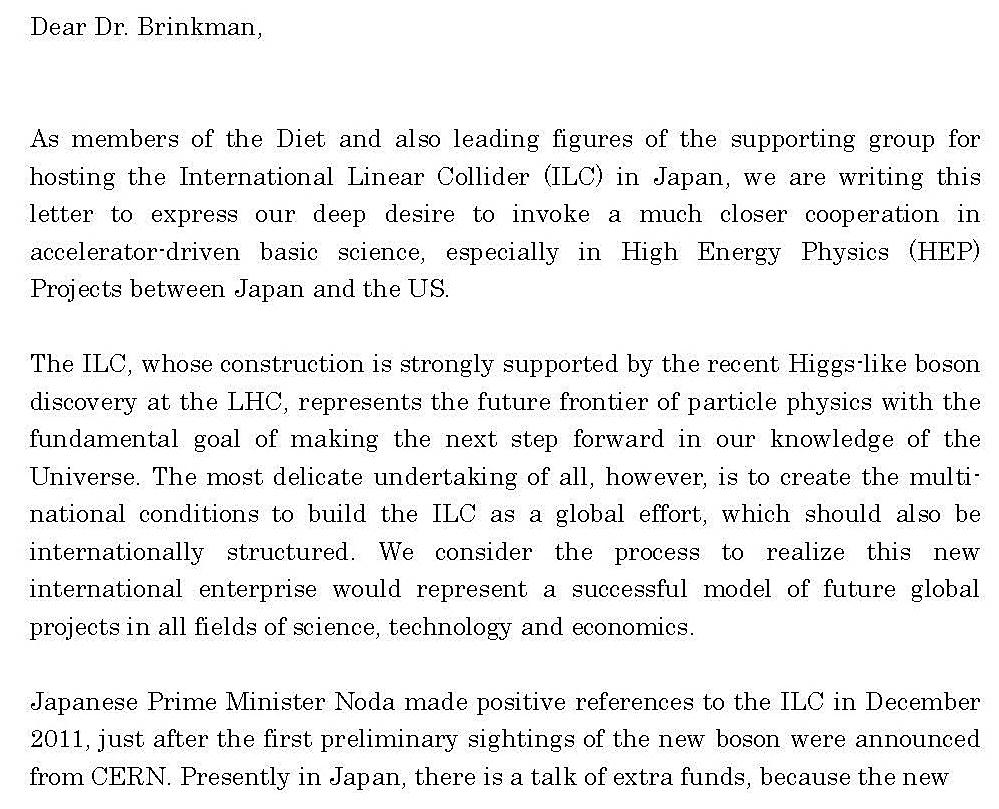 Dear Dr. Brinkman,
As members of the Diet and also leading figures of the supporting group for
hosting the International Linear Collider (ILC) in Japan, we are writing this
letter to express our deep desire to invoke a much closer cooperation in
accelerator-driven basic science, especially in High Energy Physics (HEP)
Projects between Japan and the US.
The ILC, whose construction is strongly supported by the recent Higgs-like boson
discovery at the LHC, represents the future frontier of particle physics with the
fundamental goal of making the next step forward in our knowledge of the
Universe. The most delicate undertaking of all, however, is to create the multi-
national conditions to build the ILC as a global effort, which should also be
internationally structured. We consider the process to realize this new
international enterprise would represent a successful model of future global
projects in all fields of science, technology and economics.
Japanese Prime Minister Noda made positive references to the ILC in December
2011, just after the first preliminary sightings of the new boson were announced
from CERN. Presently in Japan, there is a talk of extra funds, because the new